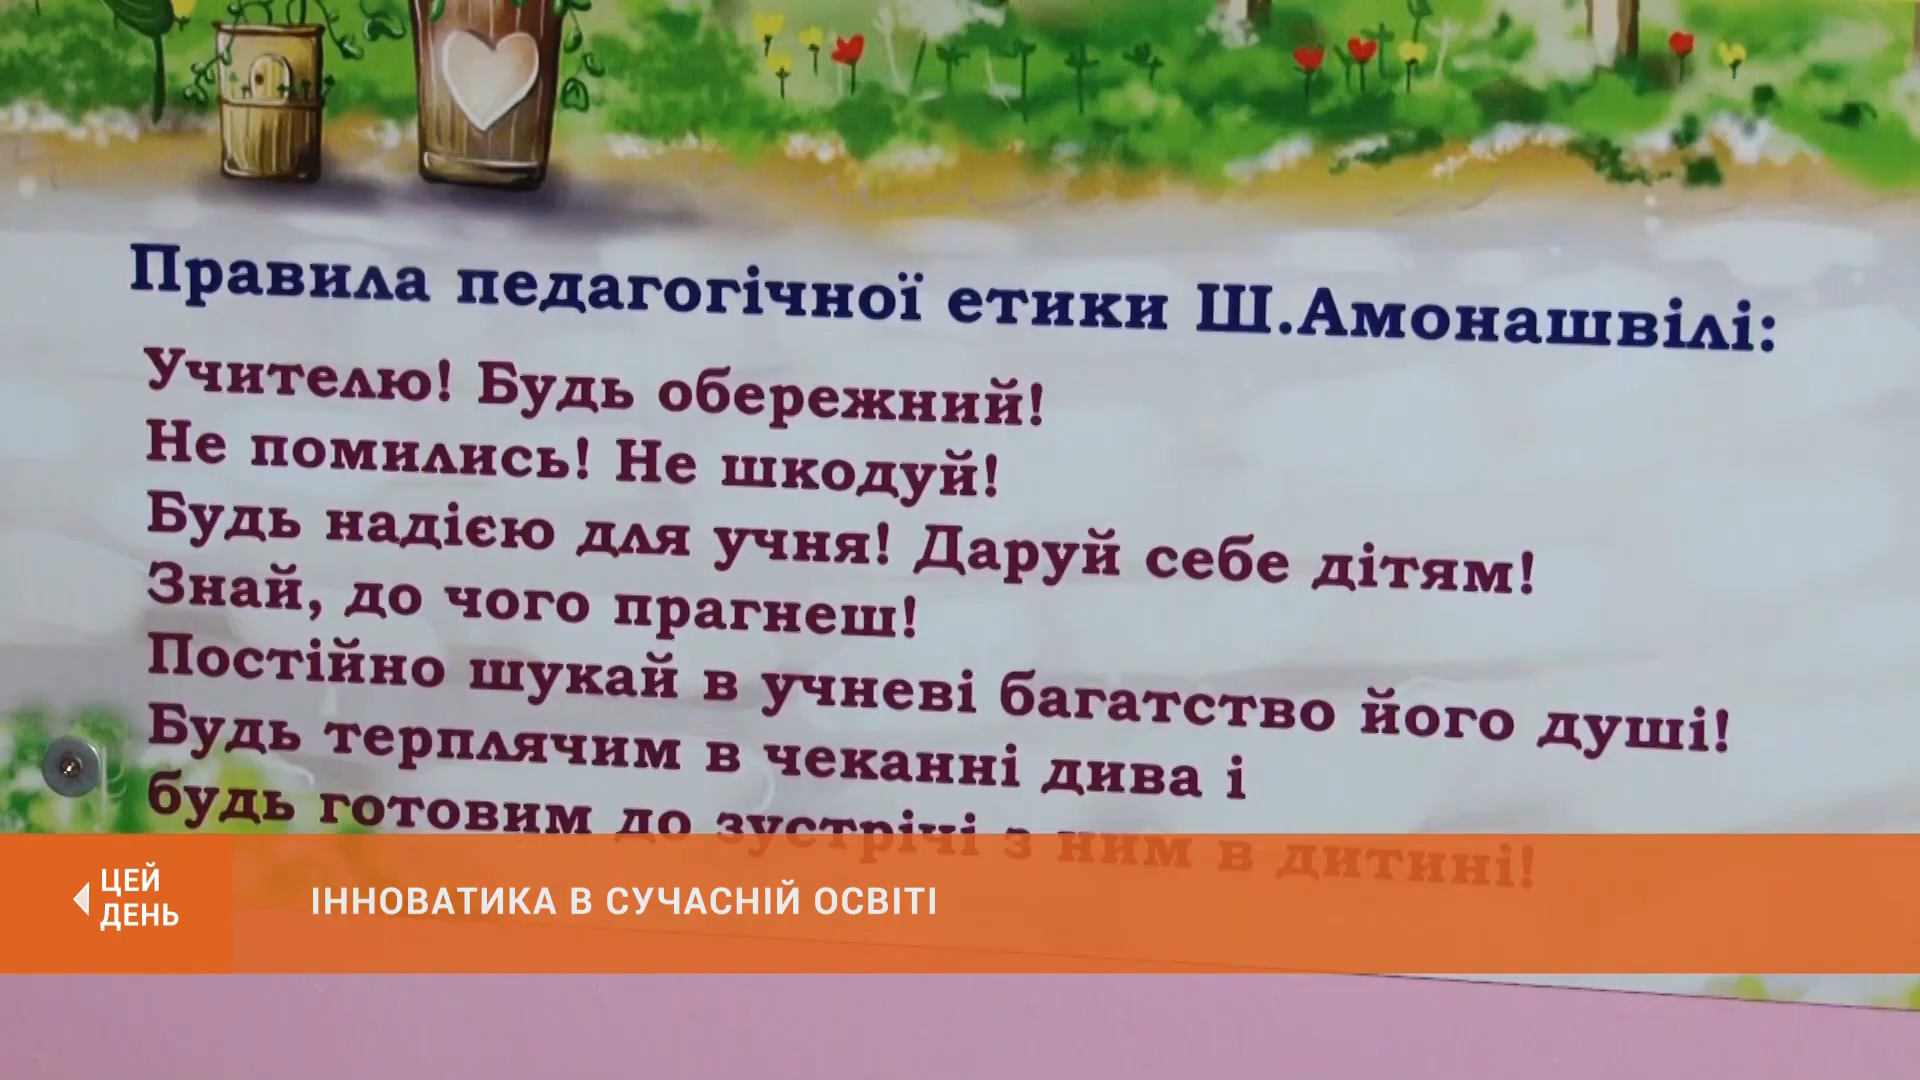 Правила педагогічної етики Ш.Амонашвілі:
Учителю! Будь обережний!
Не помились! Не шкодуй!
Будь надією для учня! Даруй себе дітям!
Знай, до чого прагнеш!
Постійно шукай в учневі багатство його душі!
Будь терплячим в чеканні дива і
будь готовим до зустрічі з ним в дитині!
ЦЕЙ
ДЕНЬ
ІННОВАТИКА В СУЧАСНІЙ ОСВІТІ